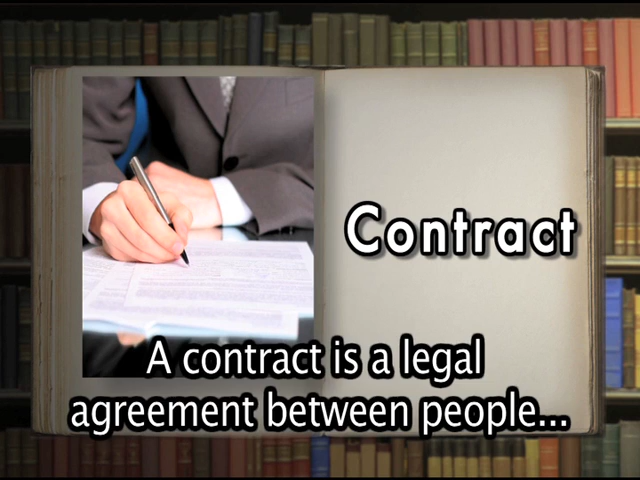 Contract
A contract is a legal
agreement between people...